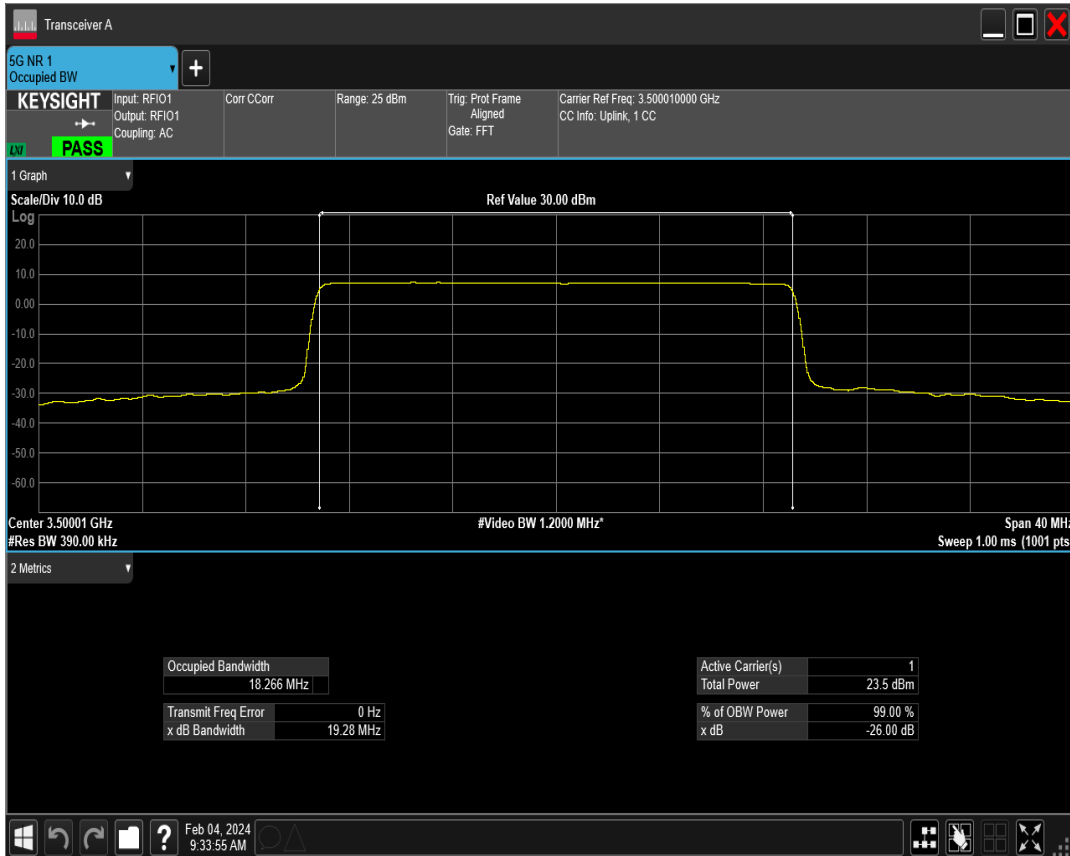 Transceiver A
5G NR 1
Occupied BW
+
KEYSIGHT
LXI
PASS
Input: RFIO1
Output: RFIO1
Coupling: AC
Corr CCorr
Range: 25 dBm
Trig: Prot Frame
Aligned
Gate: FFT
Carrier Ref Freq: 3.500010000 GHz
CC Info: Uplink, 1 CC
1 Graph
Scale/Div 10.0 dB
Ref Value 30.00 dBm
Log
20.0
10.0
0.00
-10.0
-20.0
-30.0
-40.0
-50.0
-60.0
Center 3.50001 GHz
#Video BW 1.2000 MHz*
Span 40 MHz
#Res BW 390.00 kHz
Sweep 1.00 ms (1001 pts
2 Metrics
Occupied Bandwidth
18.266 MHz
Transmit Freq Error 0 Hz
x dB Bandwidth 19.28 MHz
Active Carrier(s) 1
Total Power 23.5 dBm
% of OBW Power 99.00 %
x dB -26.00 dB
?
Feb 04, 2024
9:33:55 AM